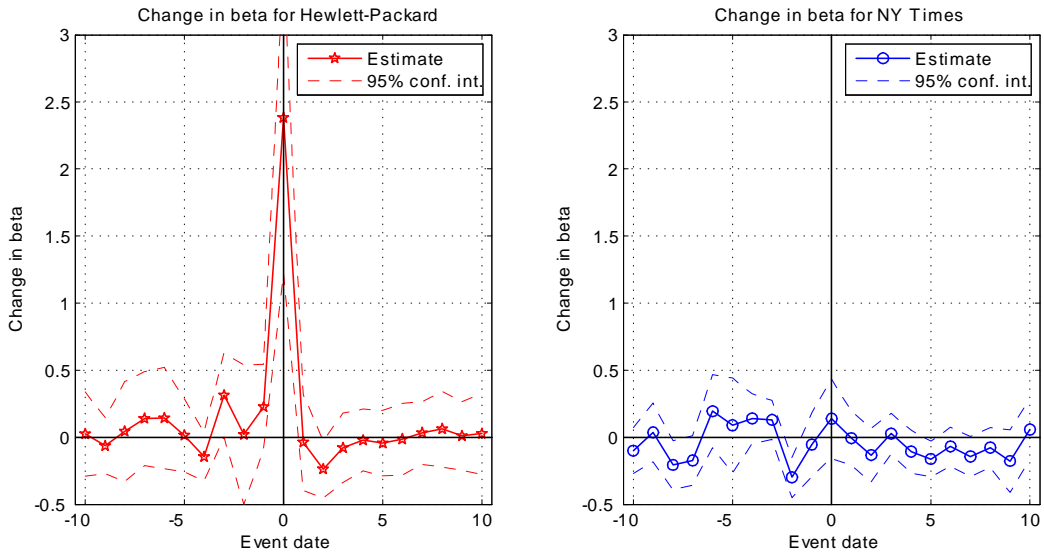 Change in beta for Hewlett-Packard
3
2.5
2
1.5
1
0.5
0
-0.5
Change in beta
Estimate
95% conf. int.
-10
-5
0
5
10
Event date
Change in beta for NY Times
3
2.5
2
1.5
1
0.5
0
-0.5
Change in beta
Estimate
95% conf. int.
-10
-5
0
5
10
Event date